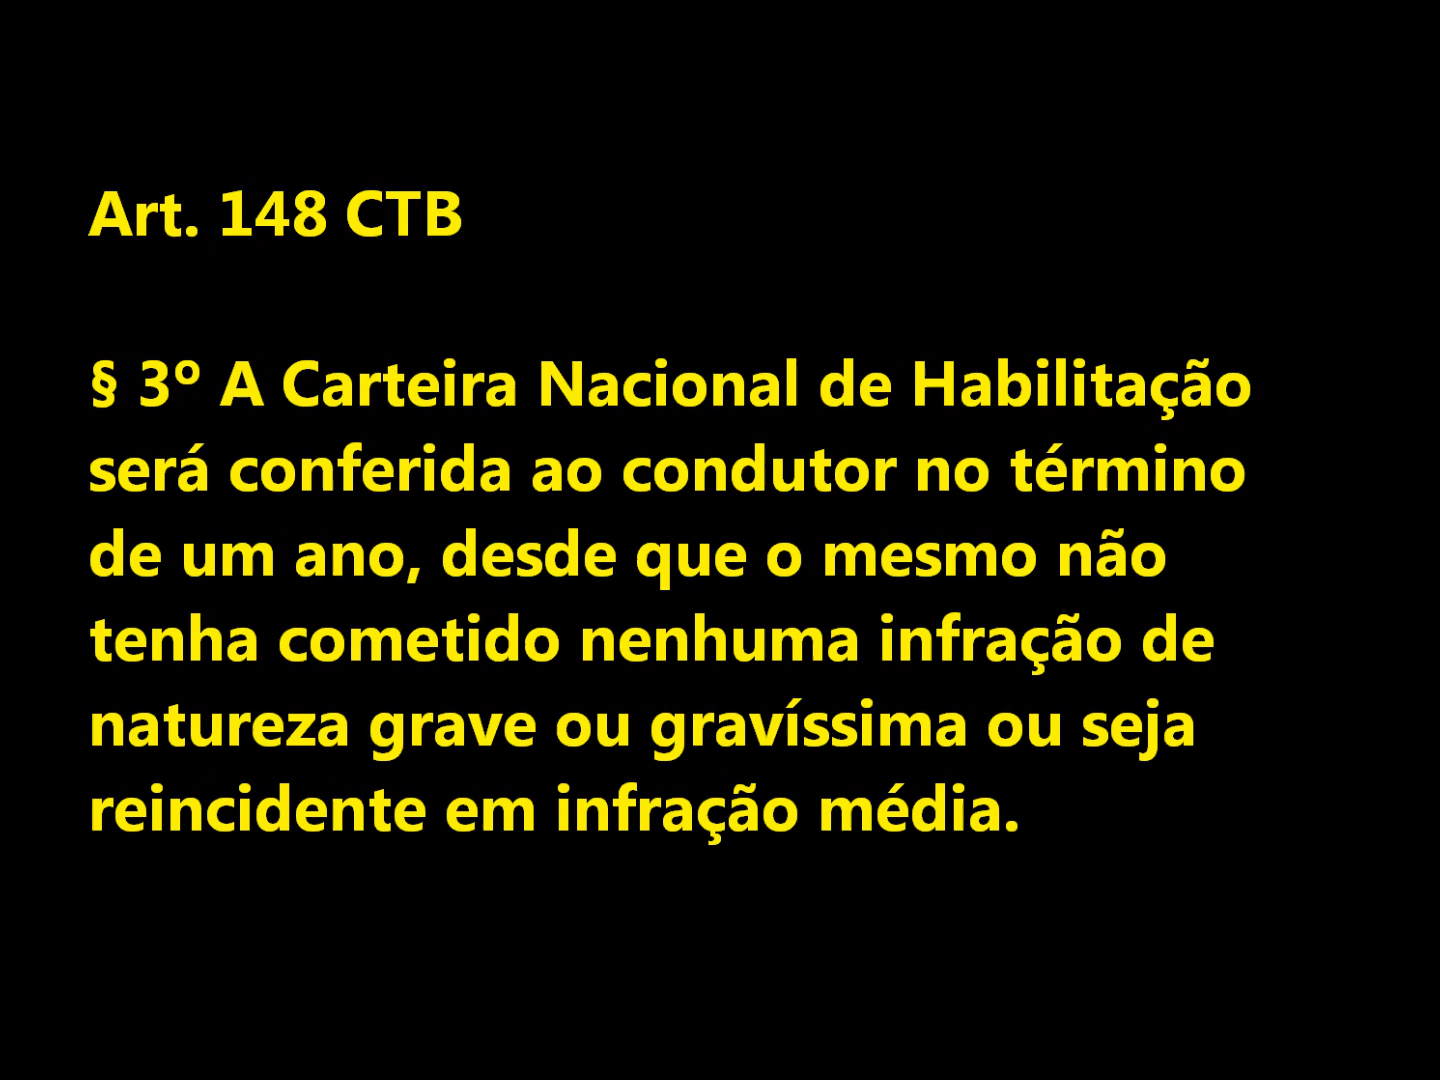 Art. 148 CTB
§ 3º A Carteira Nacional de Habilitação
será conferida ao condutor no término
de um ano, desde que o mesmo não
tenha cometido nenhuma infração de
natureza grave ou gravíssima ou seja
reincidente em infração média.